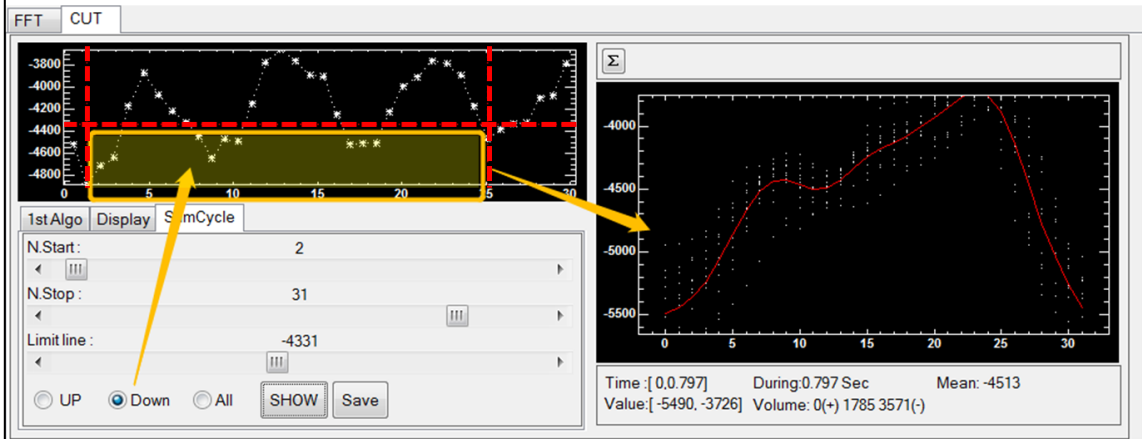 FFT CUT
-3800
-4000
-4200
-4400
-4600
-4800
0 5 10 15 20 25 30
Σ
-4000
-4500
-5000
-5500
0 5 10 15 20 25 30
1st Algo Display SumCycle
N.Start: 2
N.Stop : 31
Limit line : -4331
UP Down All SHOW Save
Time :[ 0,0.797] During:0.797 Sec Mean: -4513
Value:[ -5490, -3726] Volume: 0(+) 1785 3571(-)